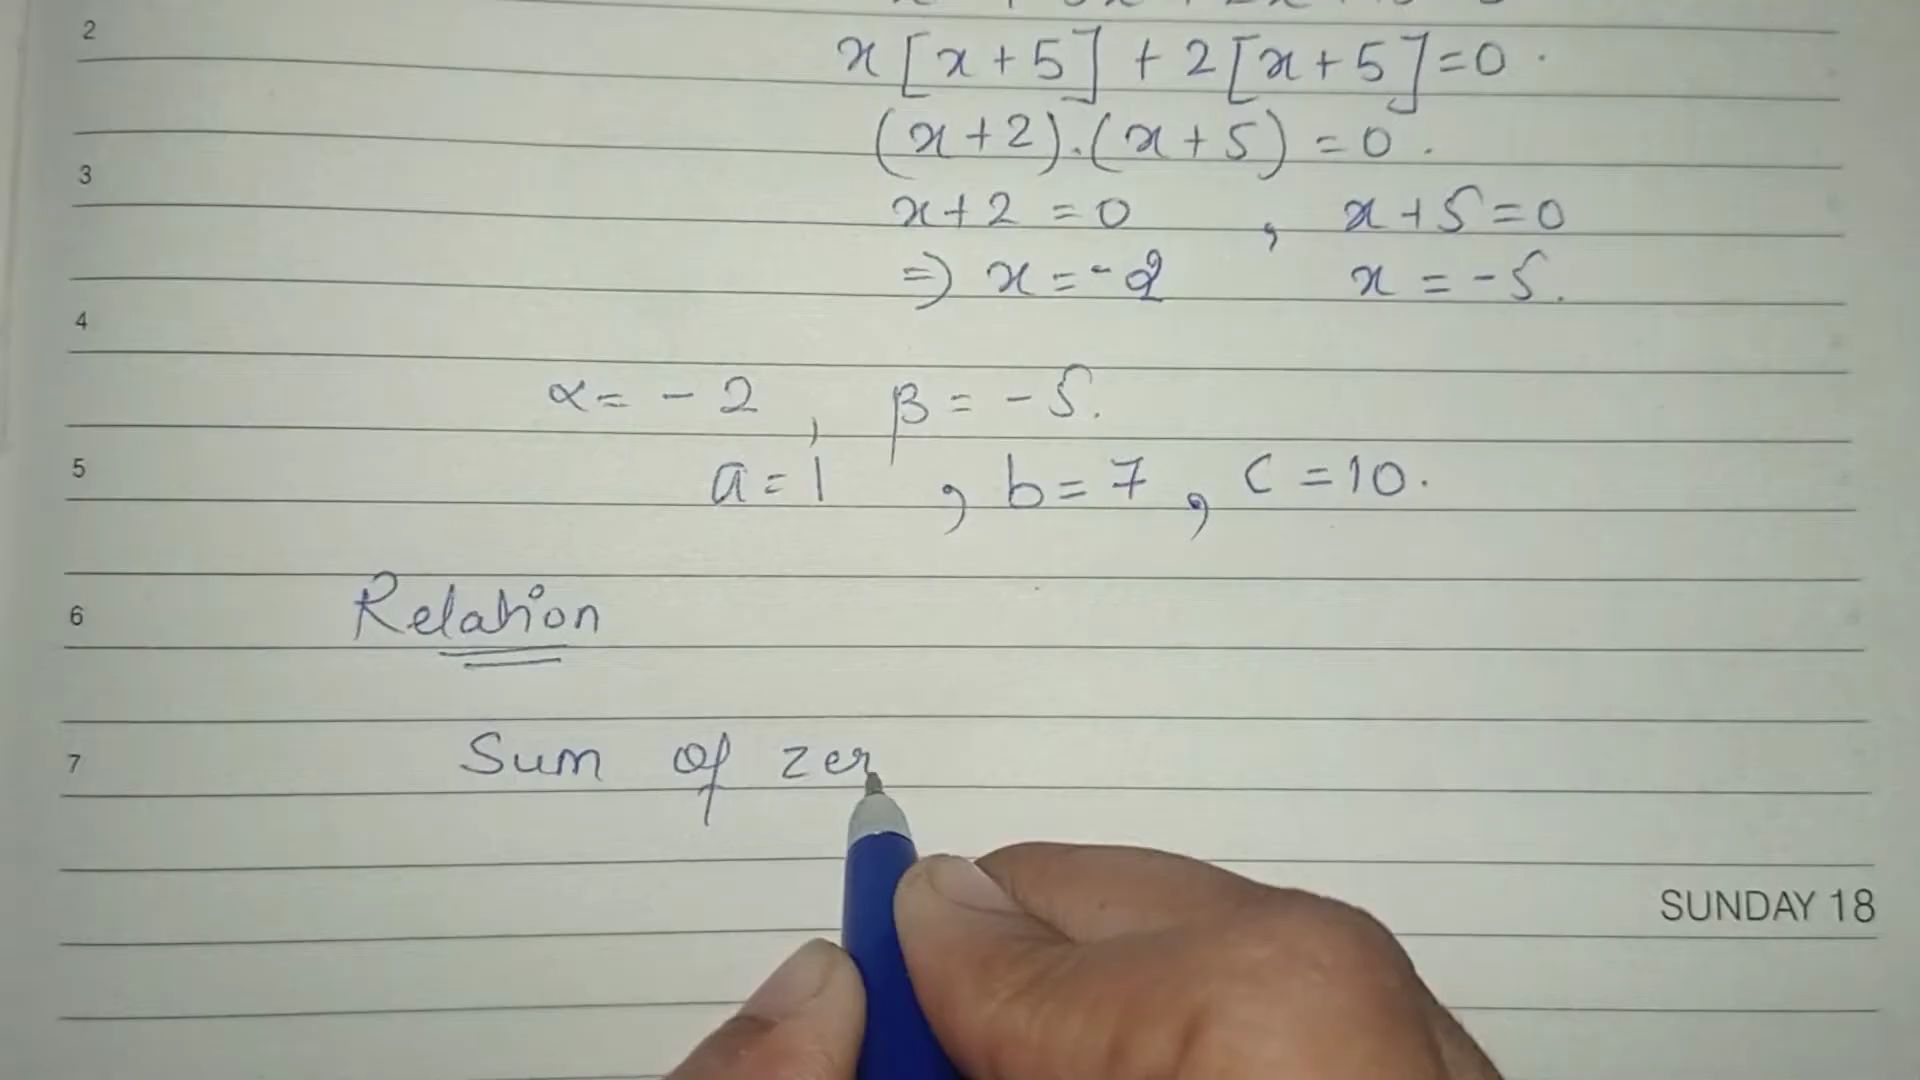 2
x[x+5] + 2[x+5]=0.
(x+2).(x+5)=0.
3
x+2=0 , x+5=0
⇒ x=-2 x=-5.
4
α=-2, β=-5.
5
a=1, b=7, c=10.
6
Relation
7
Sum of zer
SUNDAY 18